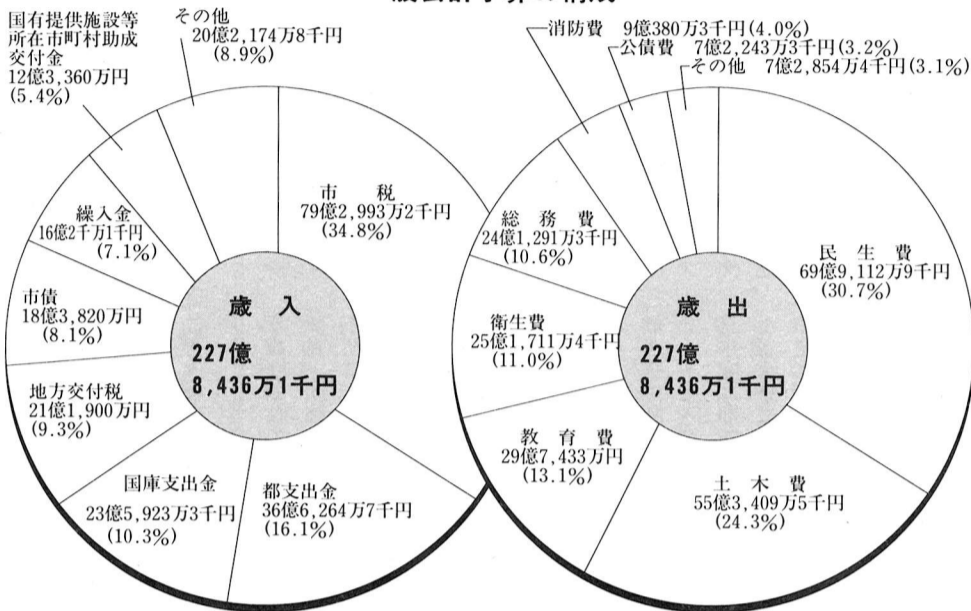 国有提供施設等
所在市町村助成
交付金
12億3,360万円
(5.4%)
その他
20億2,174万8千円
(8.9%)
市税
79億2,993万2千円
(34.8%)
繰入金
16億2千万1千円
(7.1%)
市債
18億3,820万円
(8.1%)
地方交付税
21億1,900万円
(9.3%)
国庫支出金
23億5,923万3千円
(10.3%)
都支出金
36億6,264万7千円
(16.1%)
歳入
227億
8,436万1千円
消防費 9億380万3千円(4.0%)
公債費 7億2,243万3千円(3.2%)
その他 7億2,854万4千円(3.1%)
総務費
24億1,291万3千円
(10.6%)
民生費
69億9,112万9千円
(30.7%)
衛生費
25億1,711万4千円
(11.0%)
教育費
29億7,433万円
(13.1%)
土木費
55億3,409万5千円
(24.3%)
歳出
227億
8,436万1千円